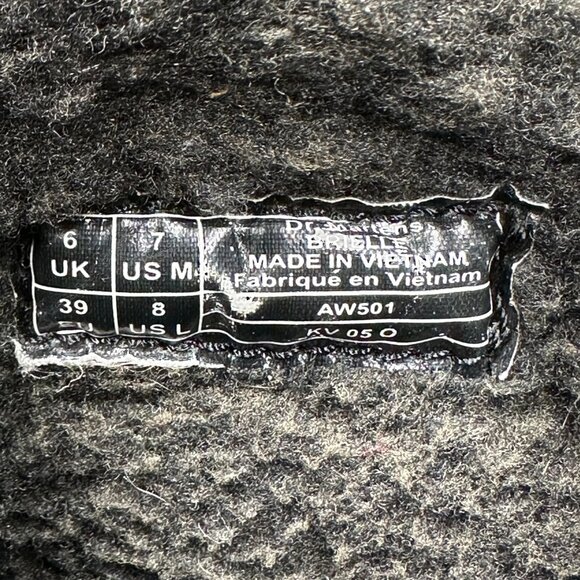 6 UK
7 US M
39 EU
8 US L
Dr. Martens
BRIELLE
MADE IN VIETNAM
Fabriqué en Vietnam
AW501
KV 05 O